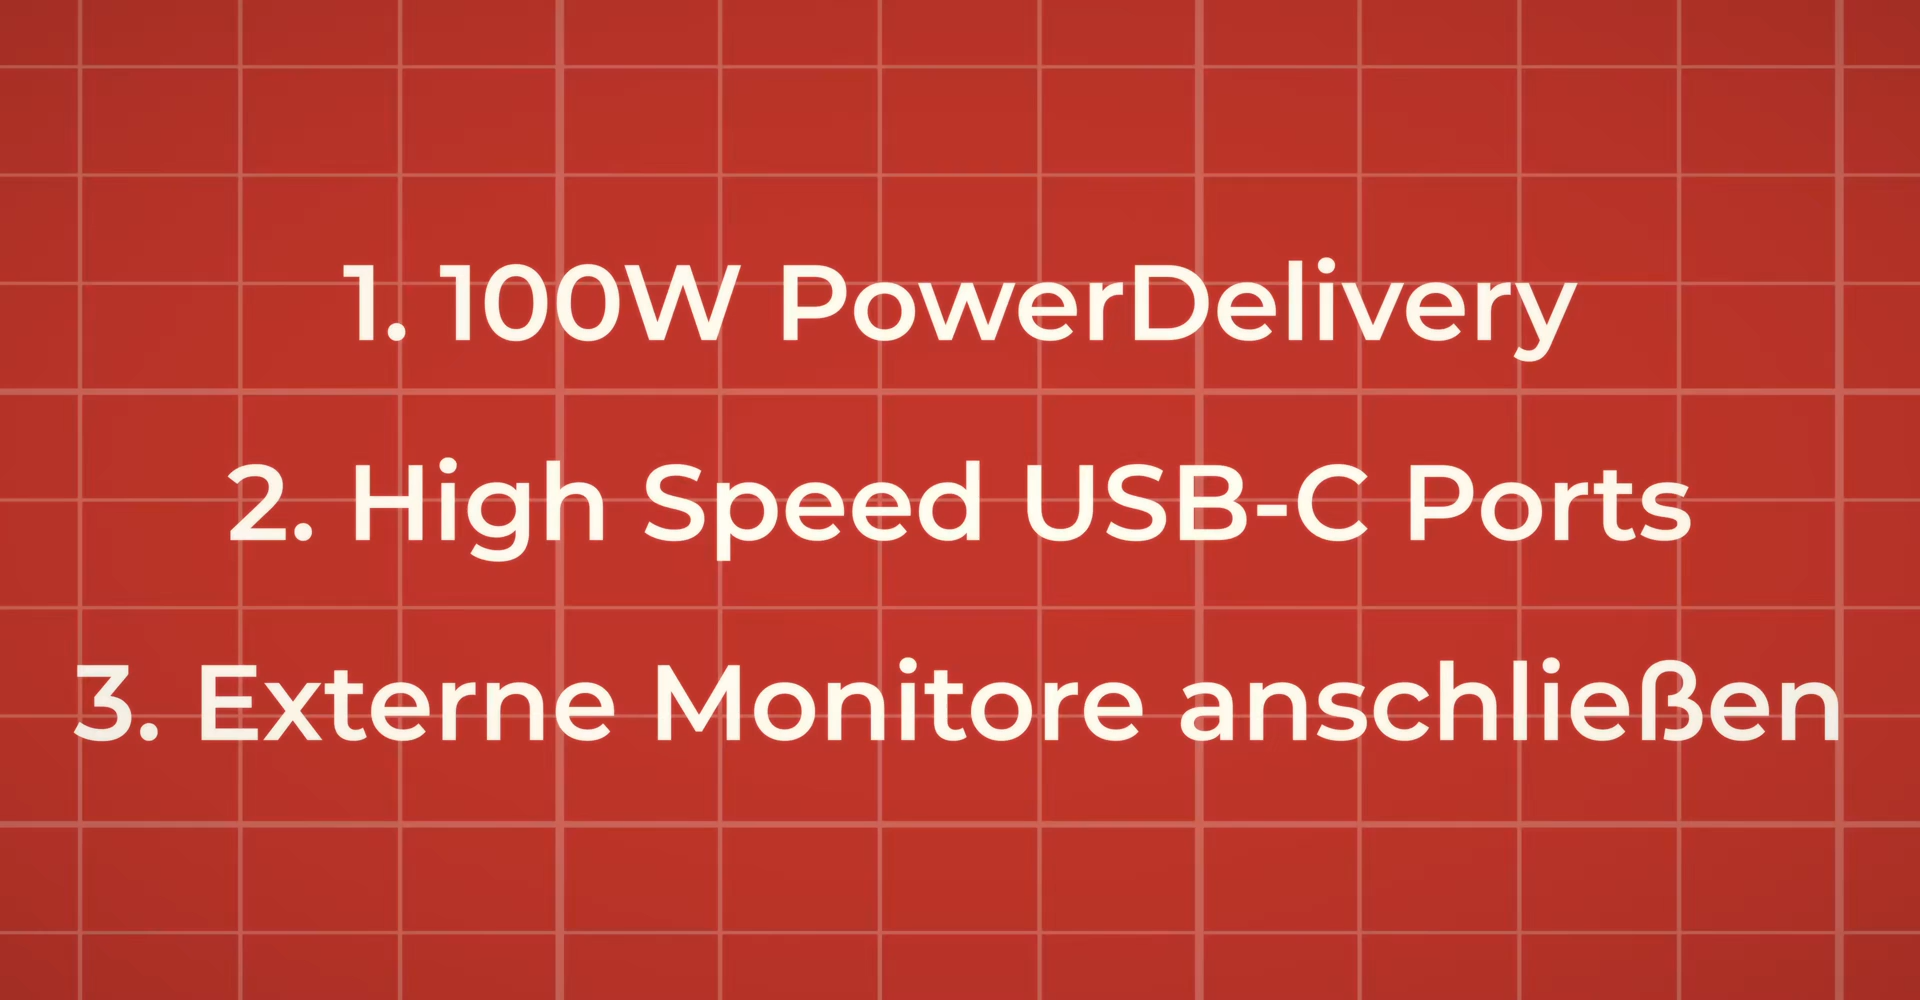 1. 100W PowerDelivery
2. High Speed USB-C Ports
3. Externe Monitore anschließen